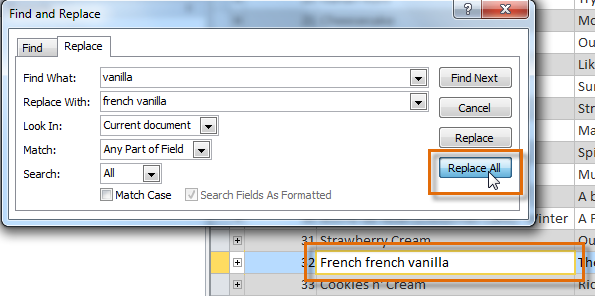 Find and Replace
Find
Replace
Find What:
vanilla
Find Next
Replace With:
french vanilla
Cancel
Look In:
Current document
Replace
Match:
Any Part of Field
Replace All
Search:
All
Match Case
Search Fields As Formatted
Mo
Ou
Lik
Sur
Str
Ma
Spi
Mu
A b
Winter
A
31 Strawberry Cream
Ou
32 French french vanilla
The
33 Cookies n' Cream
Ric